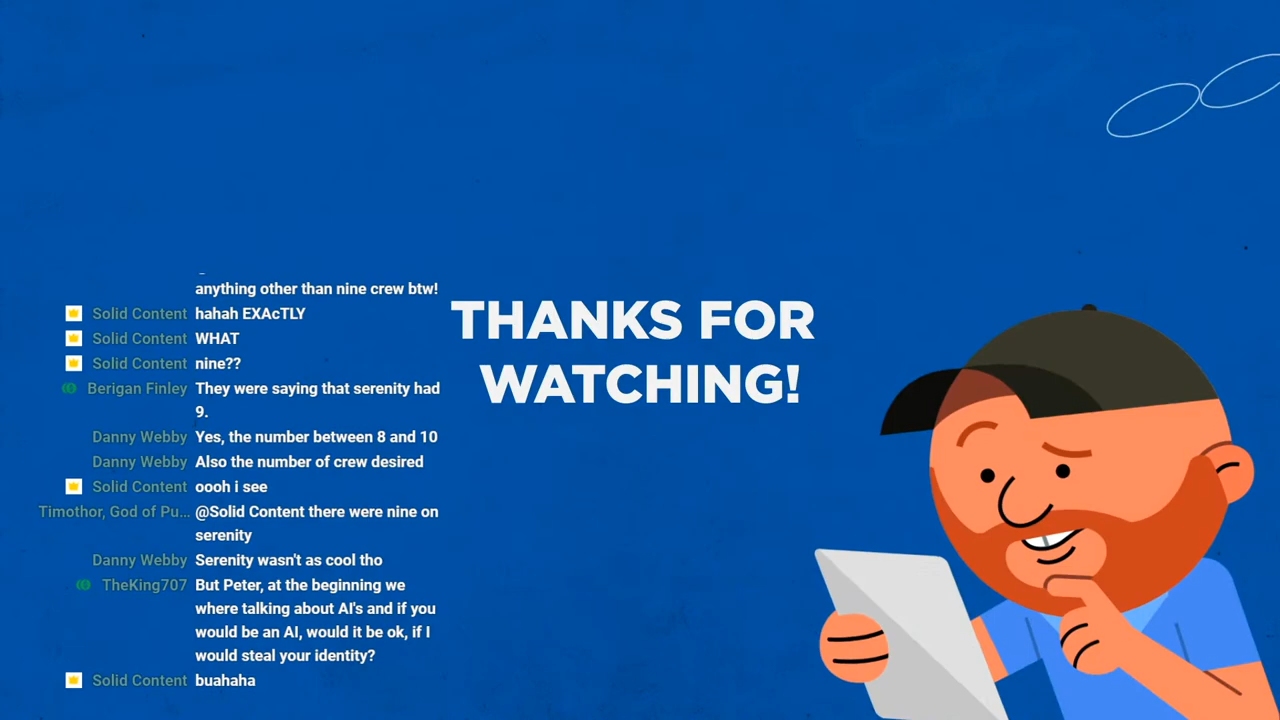 anything other than nine crew btw!
Solid Content hahah EXAcTLY
Solid Content WHAT
Solid Content nine??
Berigan Finley They were saying that serenity had
9.
Danny Webby Yes, the number between 8 and 10
Danny Webby Also the number of crew desired
Solid Content oooh i see
Timothor, God of Pu... @Solid Content there were nine on
serenity
Danny Webby Serenity wasn't as cool tho
TheKing707 But Peter, at the beginning we
where talking about AI's and if you
would be an AI, would it be ok, if I
would steal your identity?
Solid Content buahaha
THANKS FOR
WATCHING!